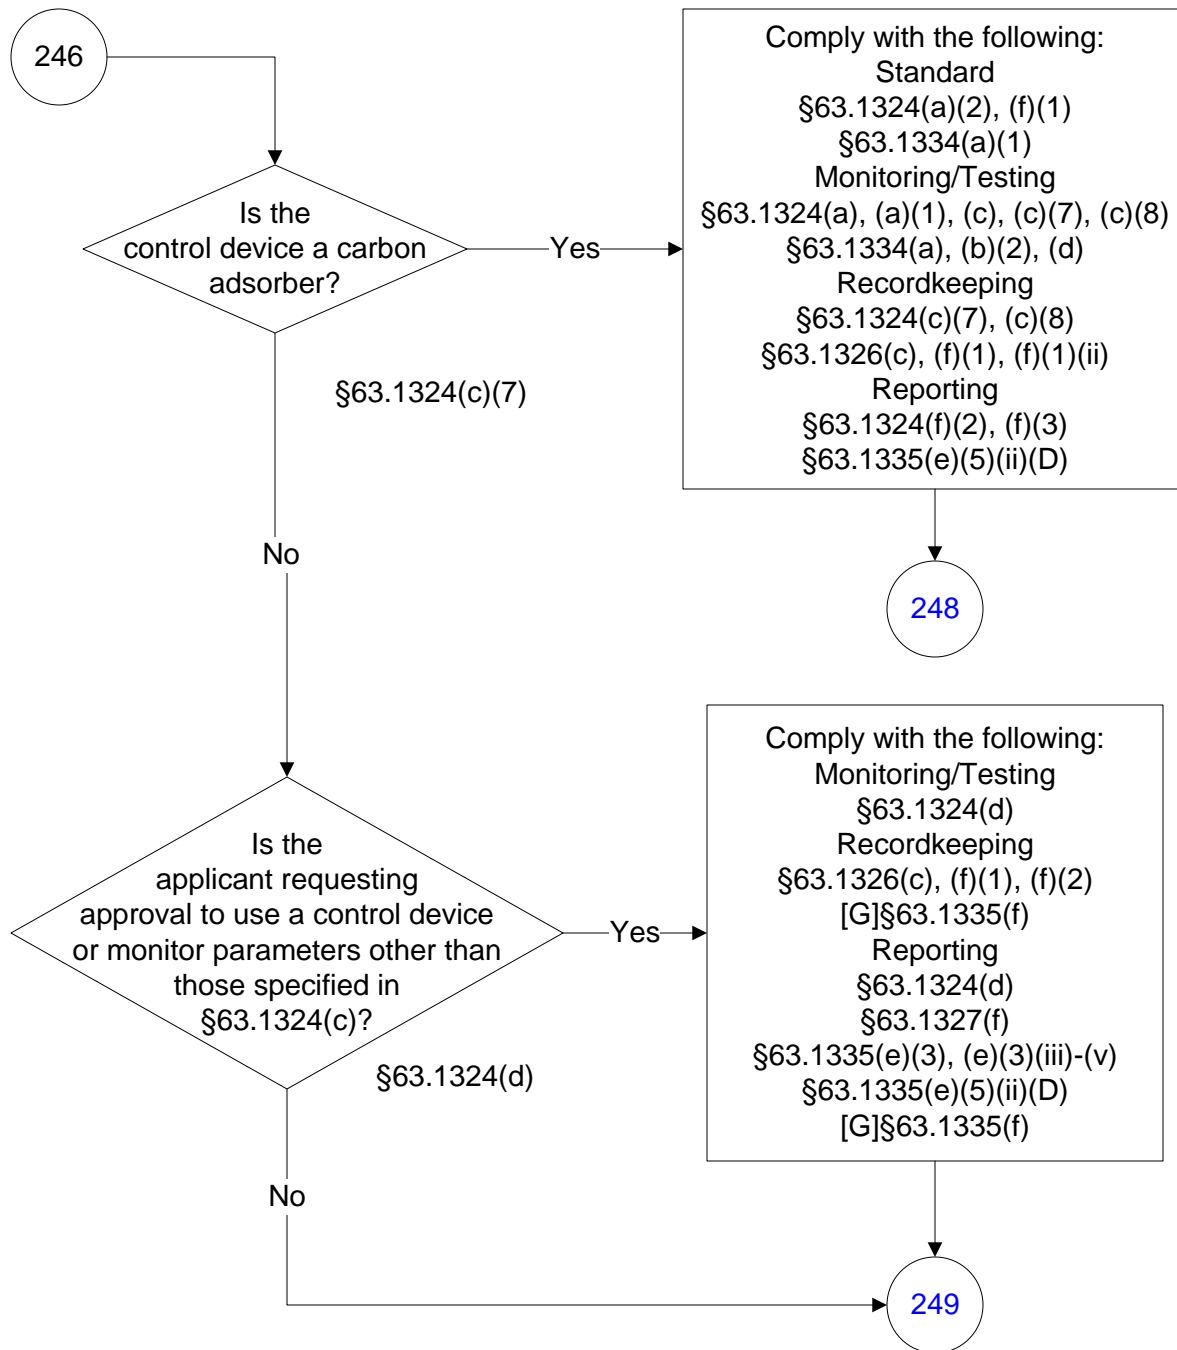 246
Is the
control device a carbon
adsorber?
Yes
Comply with the following:
Standard
§63.1324(a)(2), (f)(1)
§63.1334(a)(1)
Monitoring/Testing
§63.1324(a), (a)(1), (c), (c)(7), (c)(8)
§63.1334(a), (b)(2), (d)
Recordkeeping
§63.1324(c)(7), (c)(8)
§63.1326(c), (f)(1), (f)(1)(ii)
Reporting
§63.1324(f)(2), (f)(3)
§63.1335(e)(5)(ii)(D)
§63.1324(c)(7)
No
248
Is the
applicant requesting
approval to use a control device
or monitor parameters other than
those specified in
§63.1324(c)?
Yes
Comply with the following:
Monitoring/Testing
§63.1324(d)
Recordkeeping
§63.1326(c), (f)(1), (f)(2)
[G]§63.1335(f)
Reporting
§63.1324(d)
§63.1327(f)
§63.1335(e)(3), (e)(3)(iii)-(v)
§63.1335(e)(5)(ii)(D)
[G]§63.1335(f)
§63.1324(d)
No
249